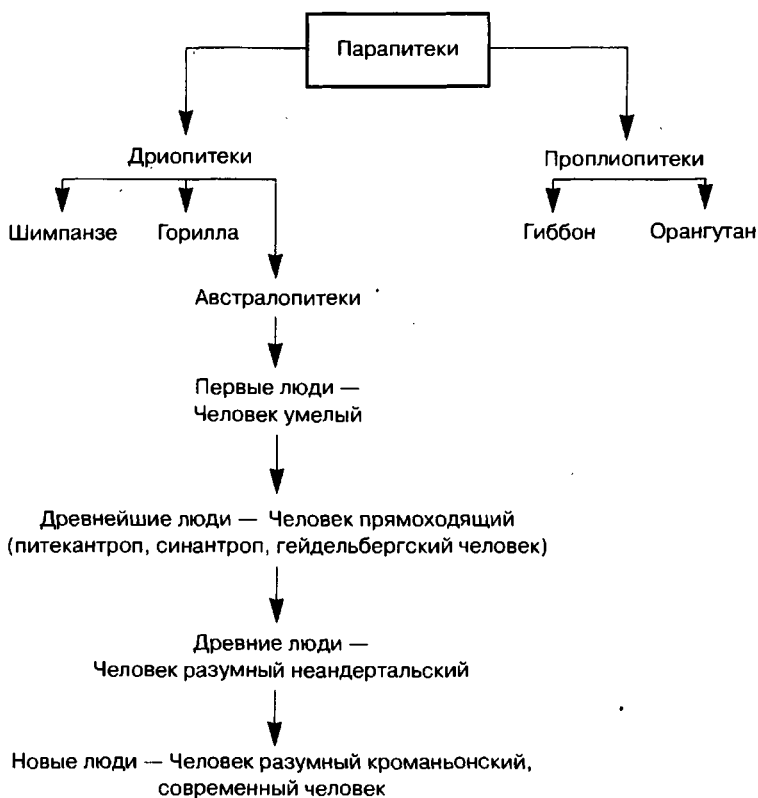 Парапитеки
Дриопитеки
Проплиопитеки
Шимпанзе
Горилла
Гиббон
Орангутан
Австралопитеки
Первые люди —
Человек умелый
Древнейшие люди — Человек прямоходящий
(питекантроп, синантроп, гейдельбергский человек)
Древние люди —
Человек разумный неандертальский
Новые люди — Человек разумный кроманьонский,
современный человек